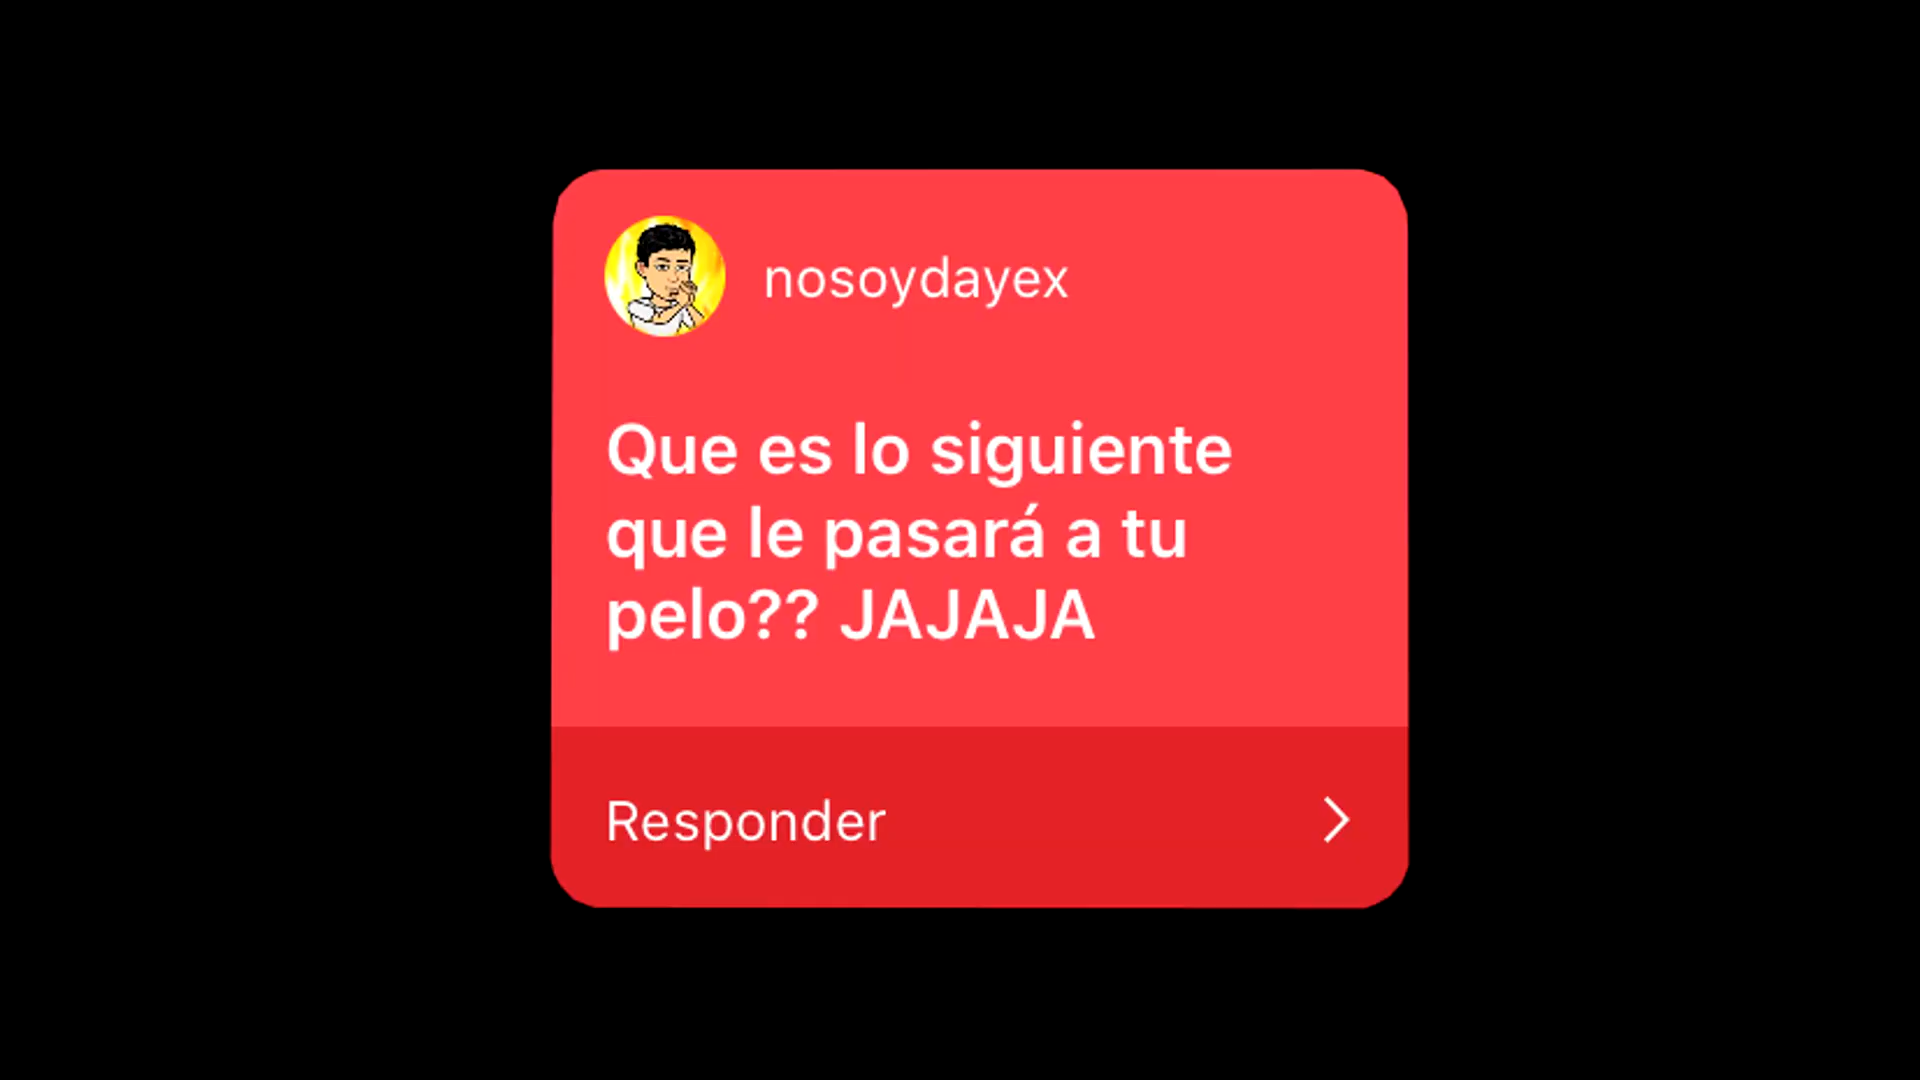 nosoydayex
Que es lo siguiente
que le pasará a tu
pelo?? JAJAJA
Responder